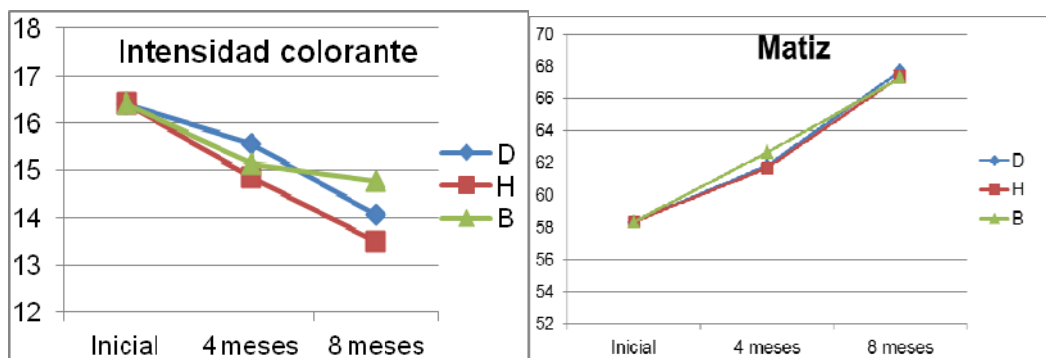 Intensidad colorante
18
17
16
15
14
13
12
Inicial 4 meses 8 meses
D
H
B
Matiz
70
68
66
64
62
60
58
56
54
52
Inicial 4 meses 8 meses
D
H
B